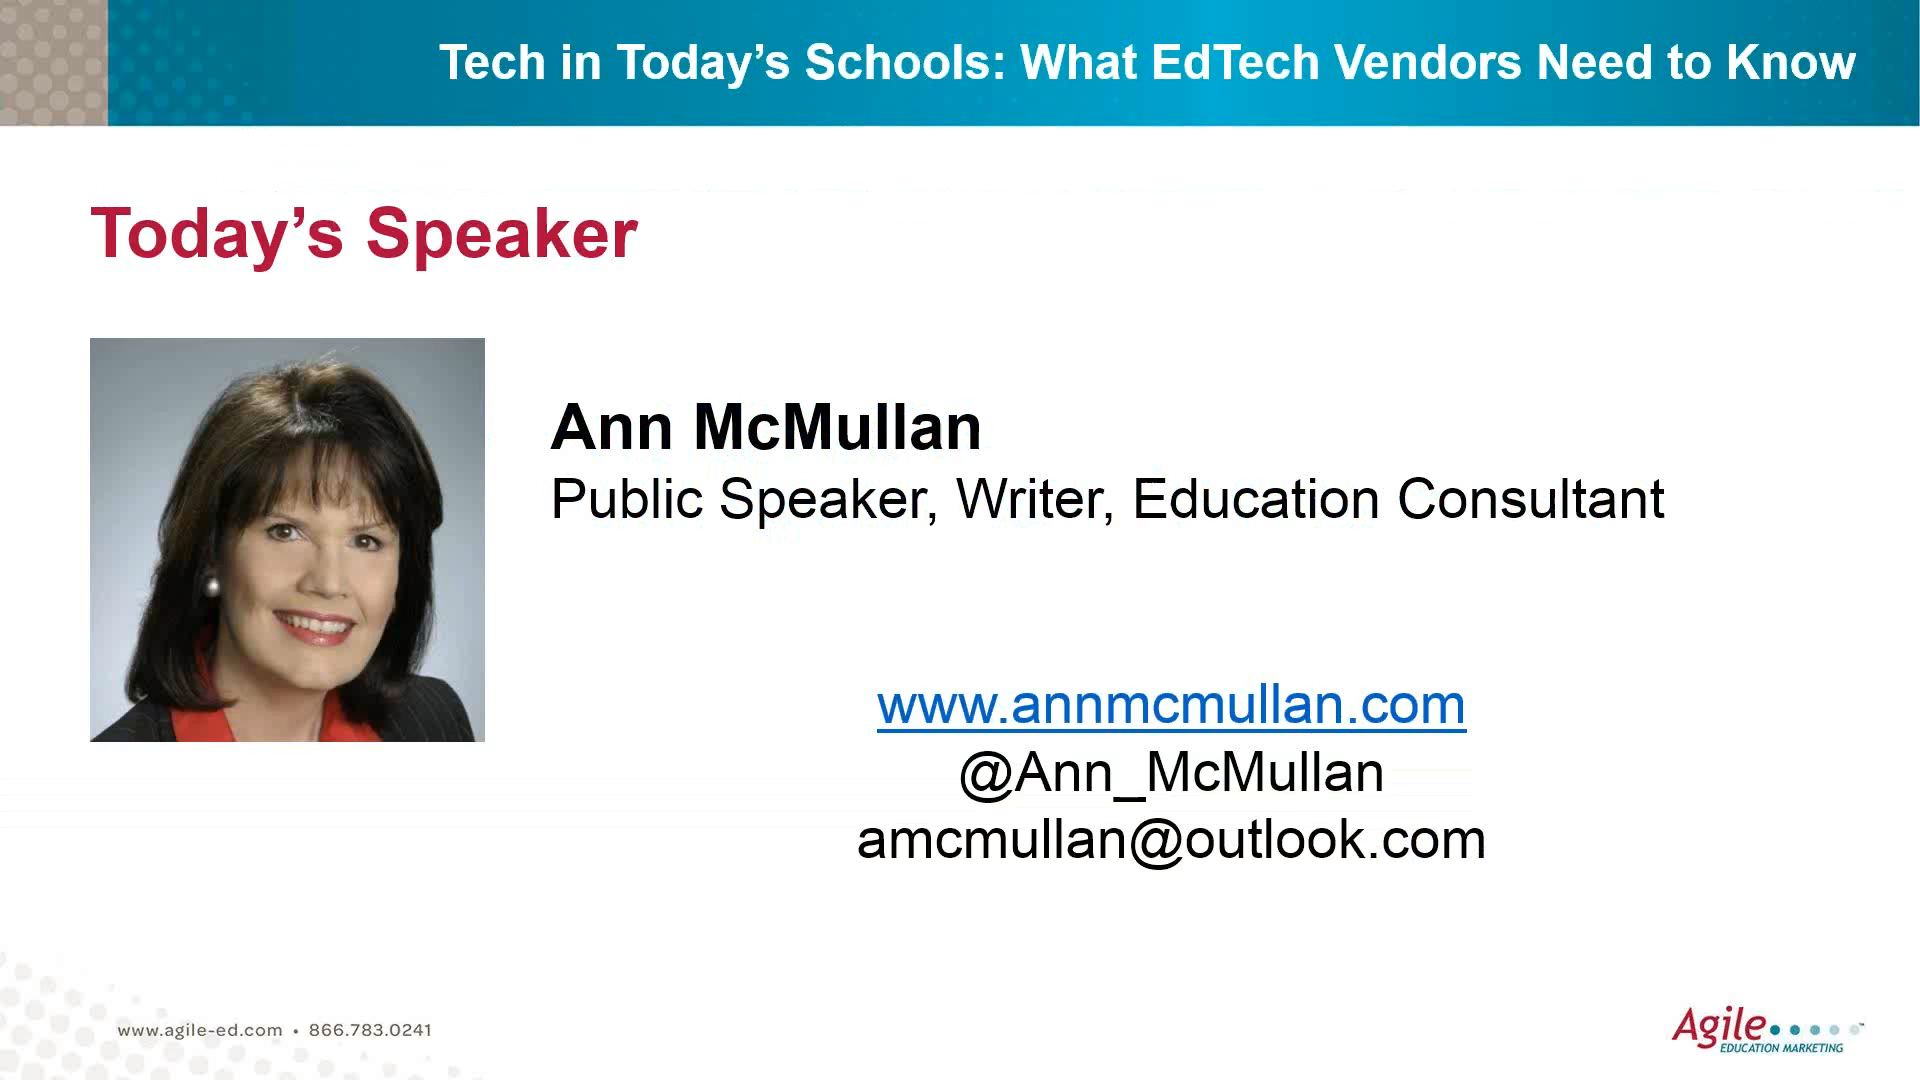 Tech in Today’s Schools: What EdTech Vendors Need to Know
Today’s Speaker
Ann McMullan
Public Speaker, Writer, Education Consultant
www.annmcmullan.com
@Ann_McMullan
amcmullan@outlook.com
www.agile-ed.com • 866.783.0241
Agile™
EDUCATION MARKETING